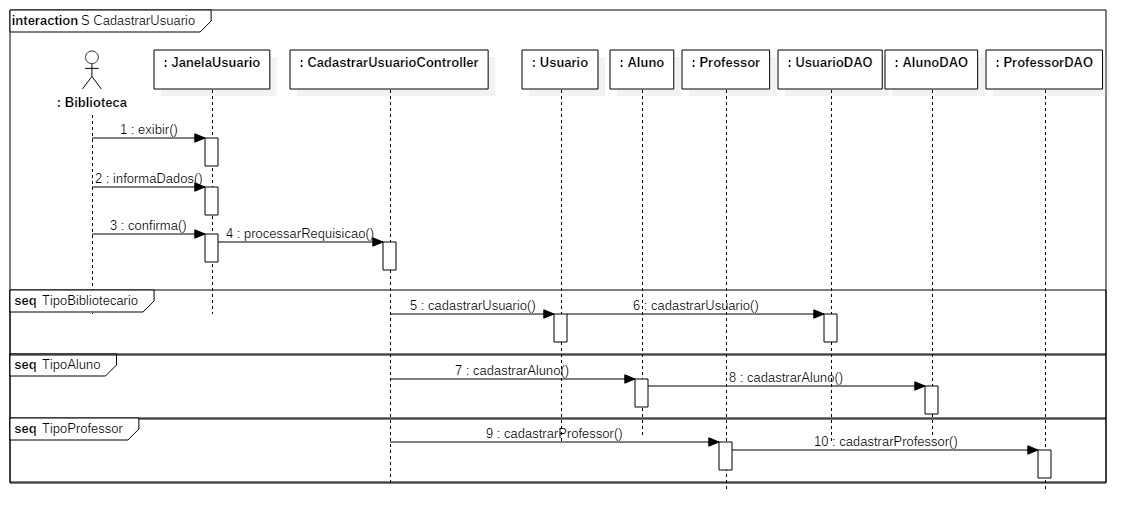 interaction S CadastrarUsuario
: Biblioteca
: JanelaUsuario
: CadastrarUsuarioController
: Usuario
: Aluno
: Professor
: UsuarioDAO
: AlunoDAO
: ProfessorDAO
1 : exibir()
2 : informaDados()
3 : confirma()
4 : processarRequisicao()
seq TipoBibliotecario
5 : cadastrarUsuario()
6 : cadastrarUsuario()
seq TipoAluno
7 : cadastrarAluno()
8 : cadastrarAluno()
seq TipoProfessor
9 : cadastrarProfessor()
10 : cadastrarProfessor()